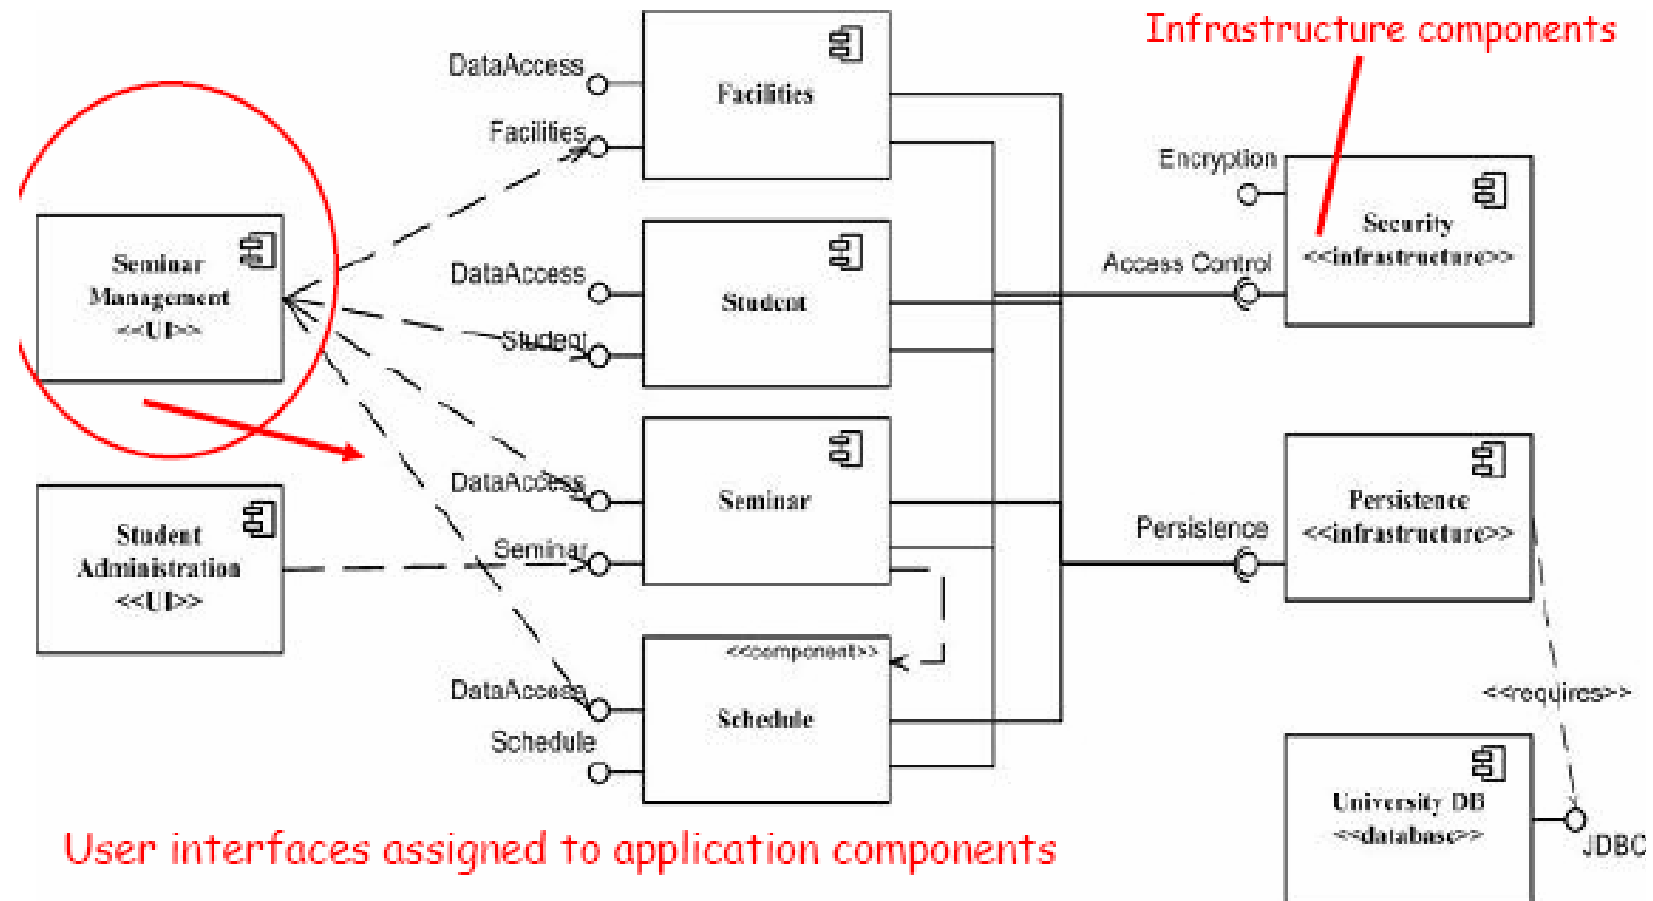 Infrastructure components
DataAccess
Facilities
Facilities
Encryption
Security
<<infrastructure>>
Access Control
Seminar
Management
<<UI>>
DataAccess
Student
Student
DataAccess
Seminar
Seminar
Persistence
Persistence
<<infrastructure>>
Student
Administration
<<UI>>
<<component>>
DataAccess
Schedule
Schedule
<<requires>>
University DB
<<database>>
JDBC
User interfaces assigned to application components